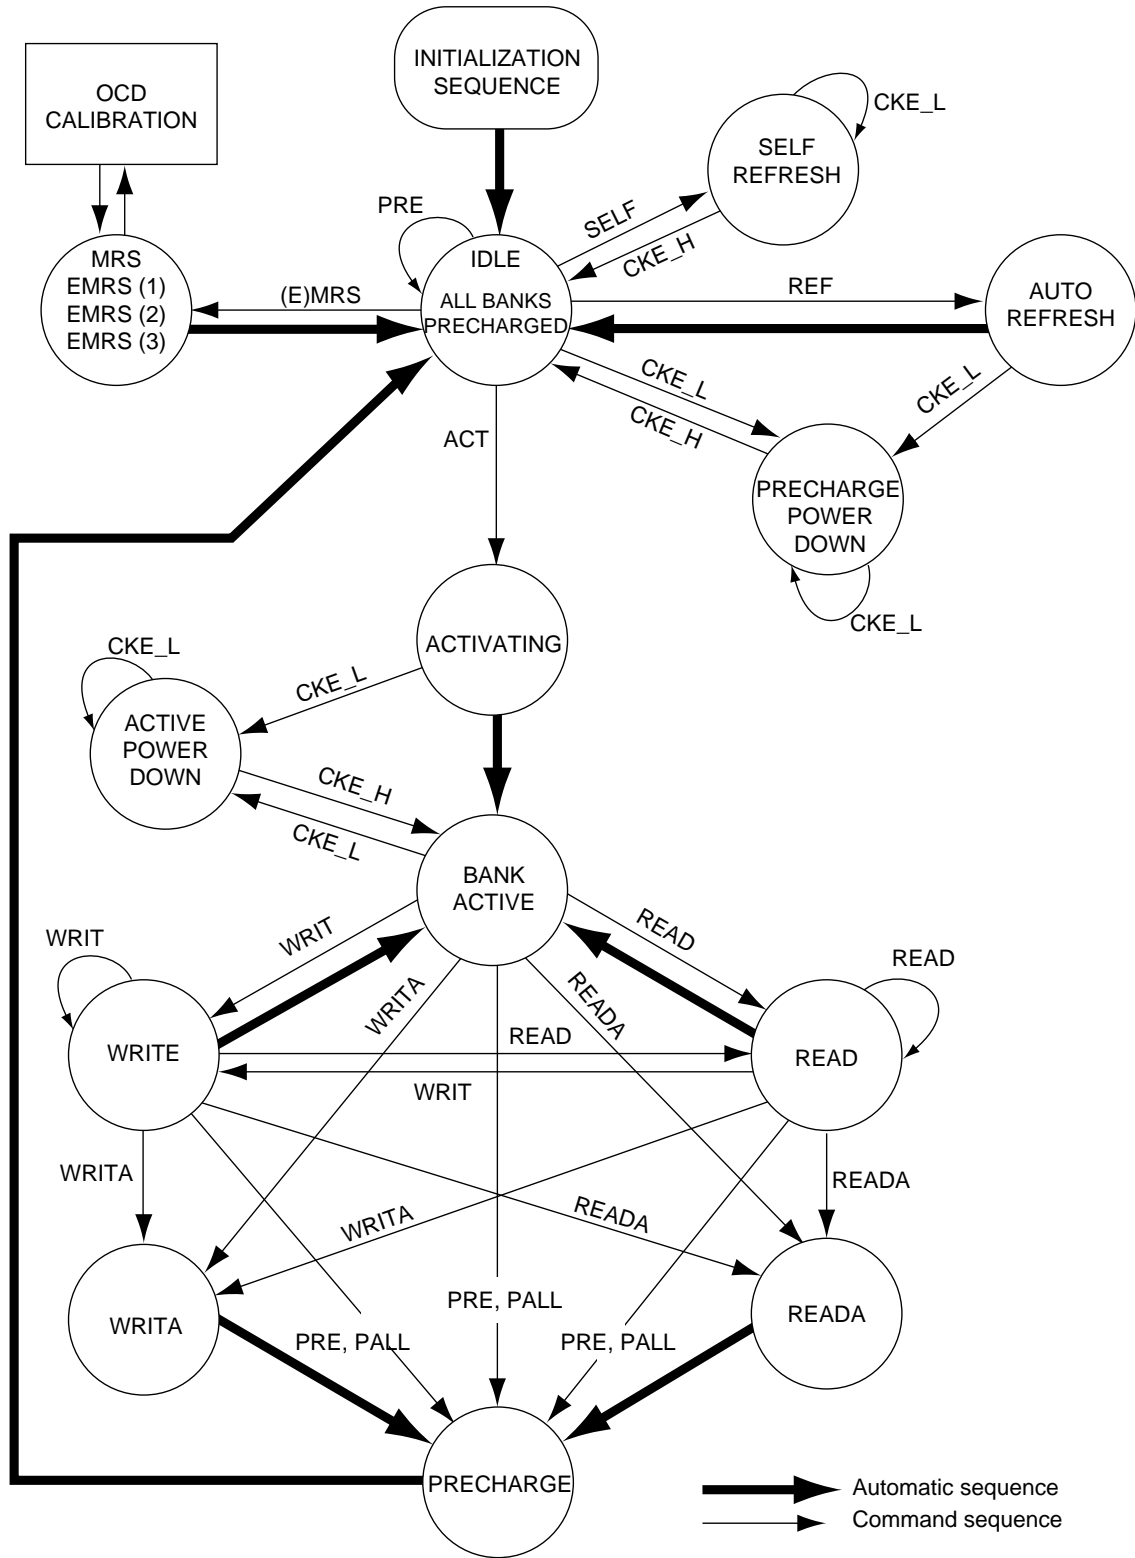 INITIALIZATION
SEQUENCE
OCD
CALIBRATION
SELF
REFRESH
CKE_L
PRE
SELF
CKE_H
MRS
EMRS (1)
EMRS (2)
EMRS (3)
(E)MRS
IDLE
ALL BANKS
PRECHARGED
REF
AUTO
REFRESH
CKE_L
CKE_H
CKE_L
ACT
PRECHARGE
POWER
DOWN
CKE_L
ACTIVATING
CKE_L
CKE_L
ACTIVE
POWER
DOWN
CKE_H
CKE_L
BANK
ACTIVE
WRIT
WRIT
READ
READ
WRITA
READA
WRITE
READ
WRIT
READ
WRITA
READA
WRITA
READA
WRITA
PRE, PALL
PRE, PALL
PRE, PALL
READA
PRECHARGE
Automatic sequence
Command sequence